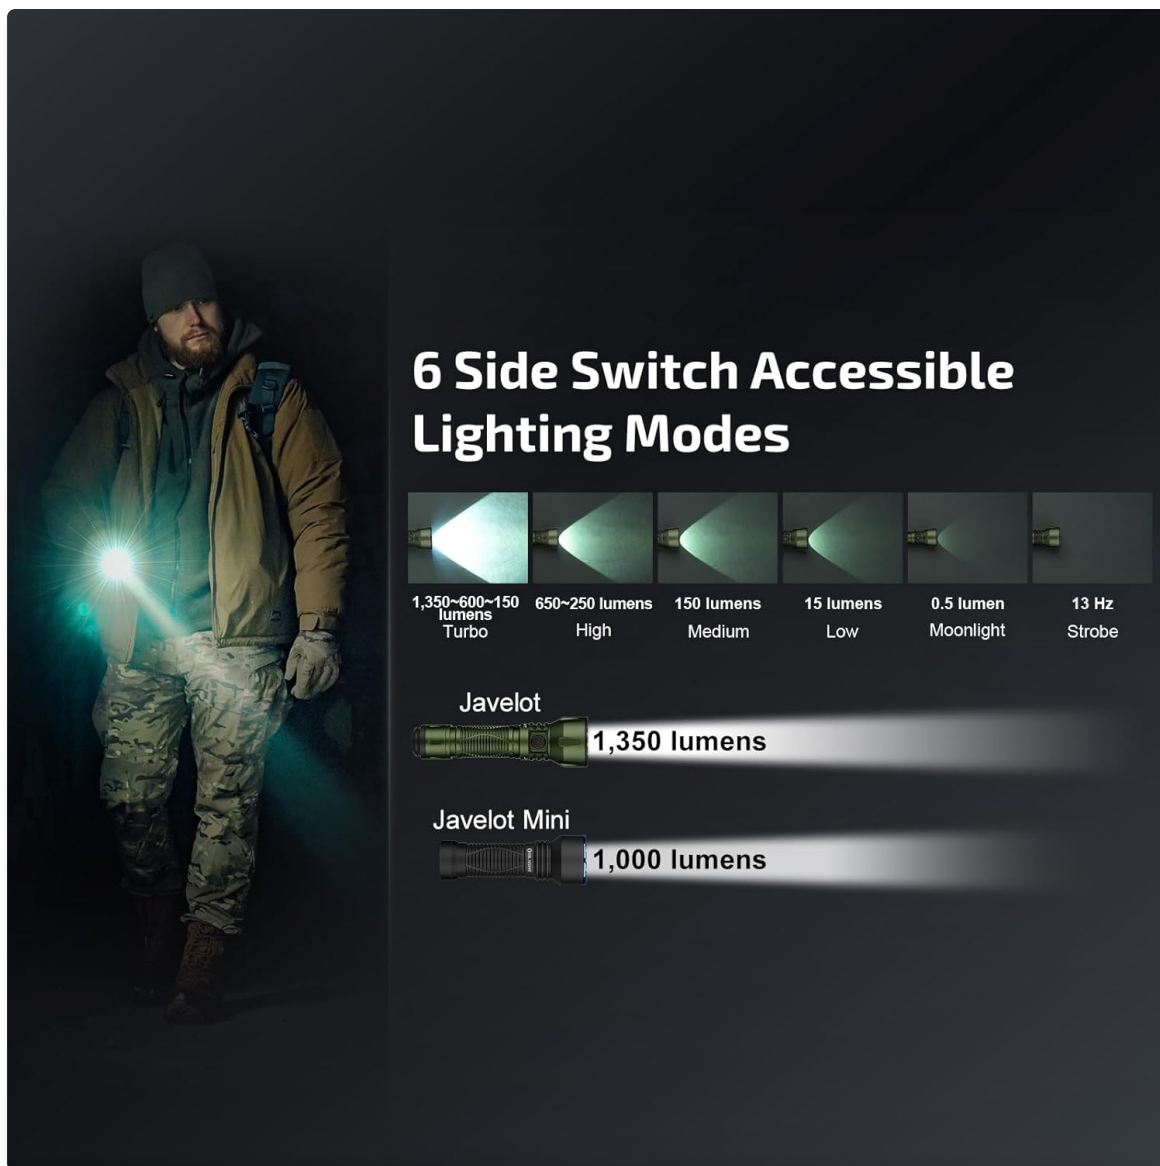 6 Side Switch Accessible
Lighting Modes
1,350~600~150
lumens
Turbo
650~250 lumens
High
150 lumens
Medium
15 lumens
Low
0.5 lumen
Moonlight
13 Hz
Strobe
Javelot
1,350 lumens
Javelot Mini
1,000 lumens
OLIGHT